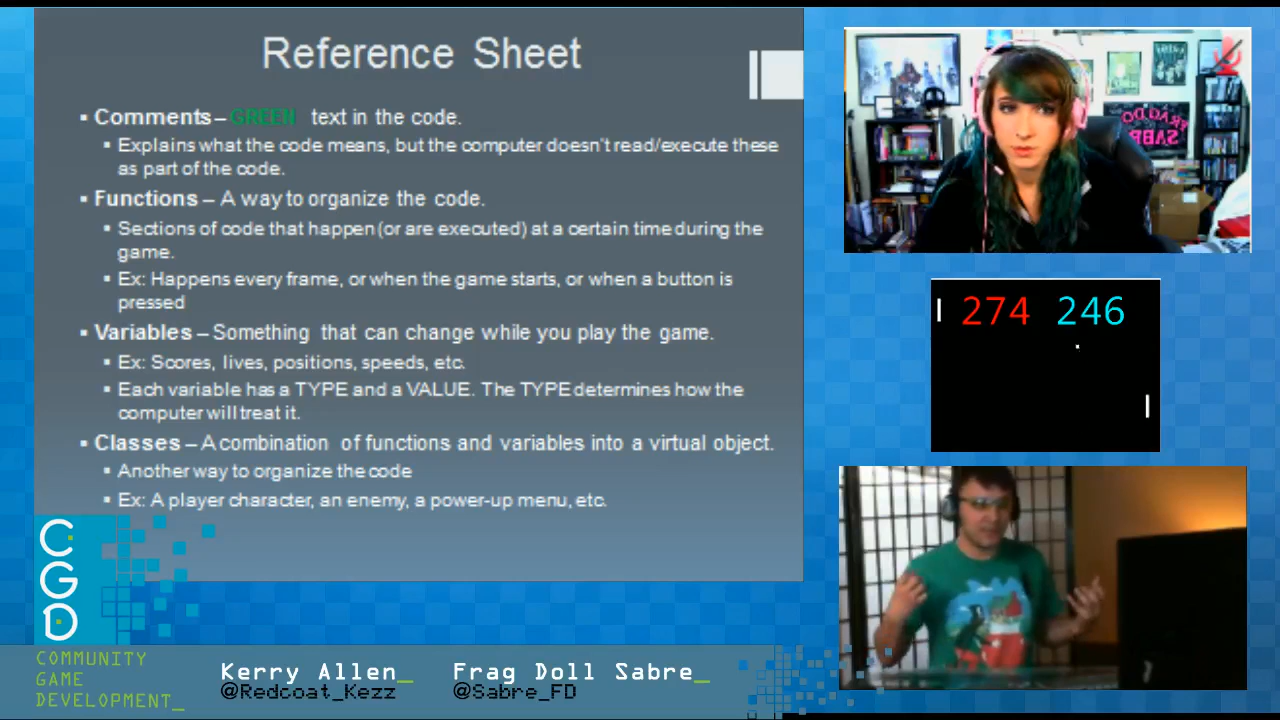 Reference Sheet
Comments – GREEN text in the code.
Explains what the code means, but the computer doesn't read/execute these
as part of the code.
Functions – A way to organize the code.
Sections of code that happen (or are executed) at a certain time during the
game.
Ex: Happens every frame, or when the game starts, or when a button is
pressed
Variables – Something that can change while you play the game.
Ex: Scores, lives, positions, speeds, etc.
Each variable has a TYPE and a VALUE. The TYPE determines how the
computer will treat it.
Classes – A combination of functions and variables into a virtual object.
Another way to organize the code
Ex: A player character, an enemy, a power-up menu, etc.
274 246
FRAG DO
SABR
C
G
D
COMMUNITY
GAME
DEVELOPMENT_
Kerry Allen_
@Redcoat_Kezz
Frag Doll Sabre_
@Sabre_FD